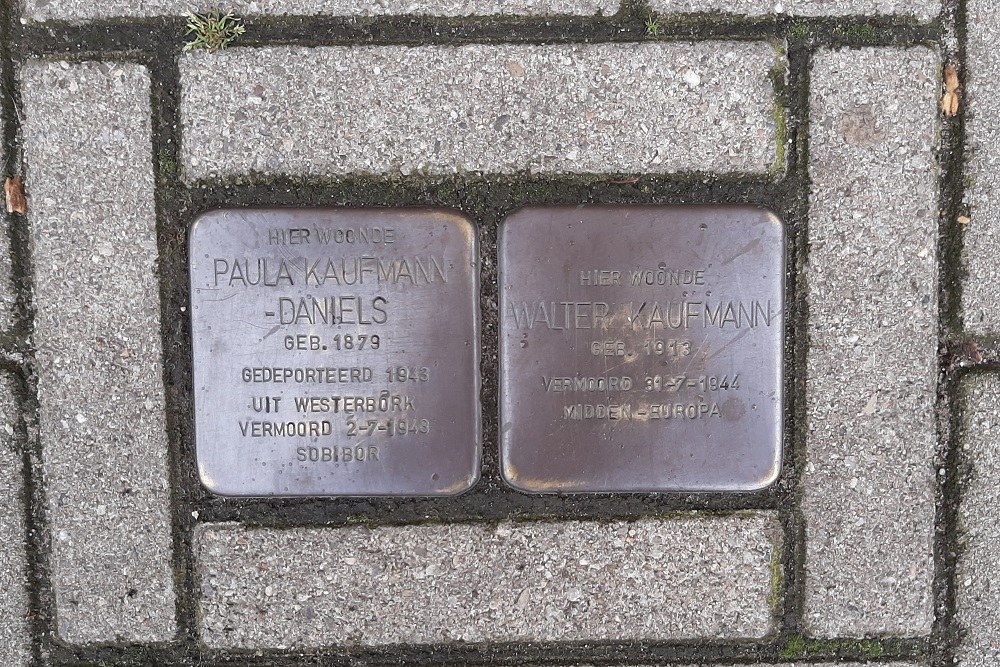 HIER WOONDE
PAULA KAUFMANN
-DANIELS
GEB. 1879
GEDEPORTEERD 1943
UIT WESTERBORK
VERMOORD 2-7-1943
SOBIBOR
HIER WOONDE
WALTER KAUFMANN
GEB. 1913
VERMOORD 31-7-1944
MIDDEN-EUROPA